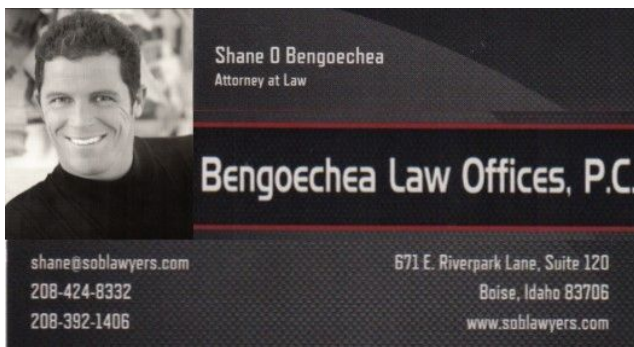 Shane O Bengoechea
Attorney at Law
Bengoechea Law Offices, P.C.
shane@soblawyers.com
208-424-8332
208-392-1406
671 E. Riverpark Lane, Suite 120
Boise, Idaho 83706
www.soblawyers.com